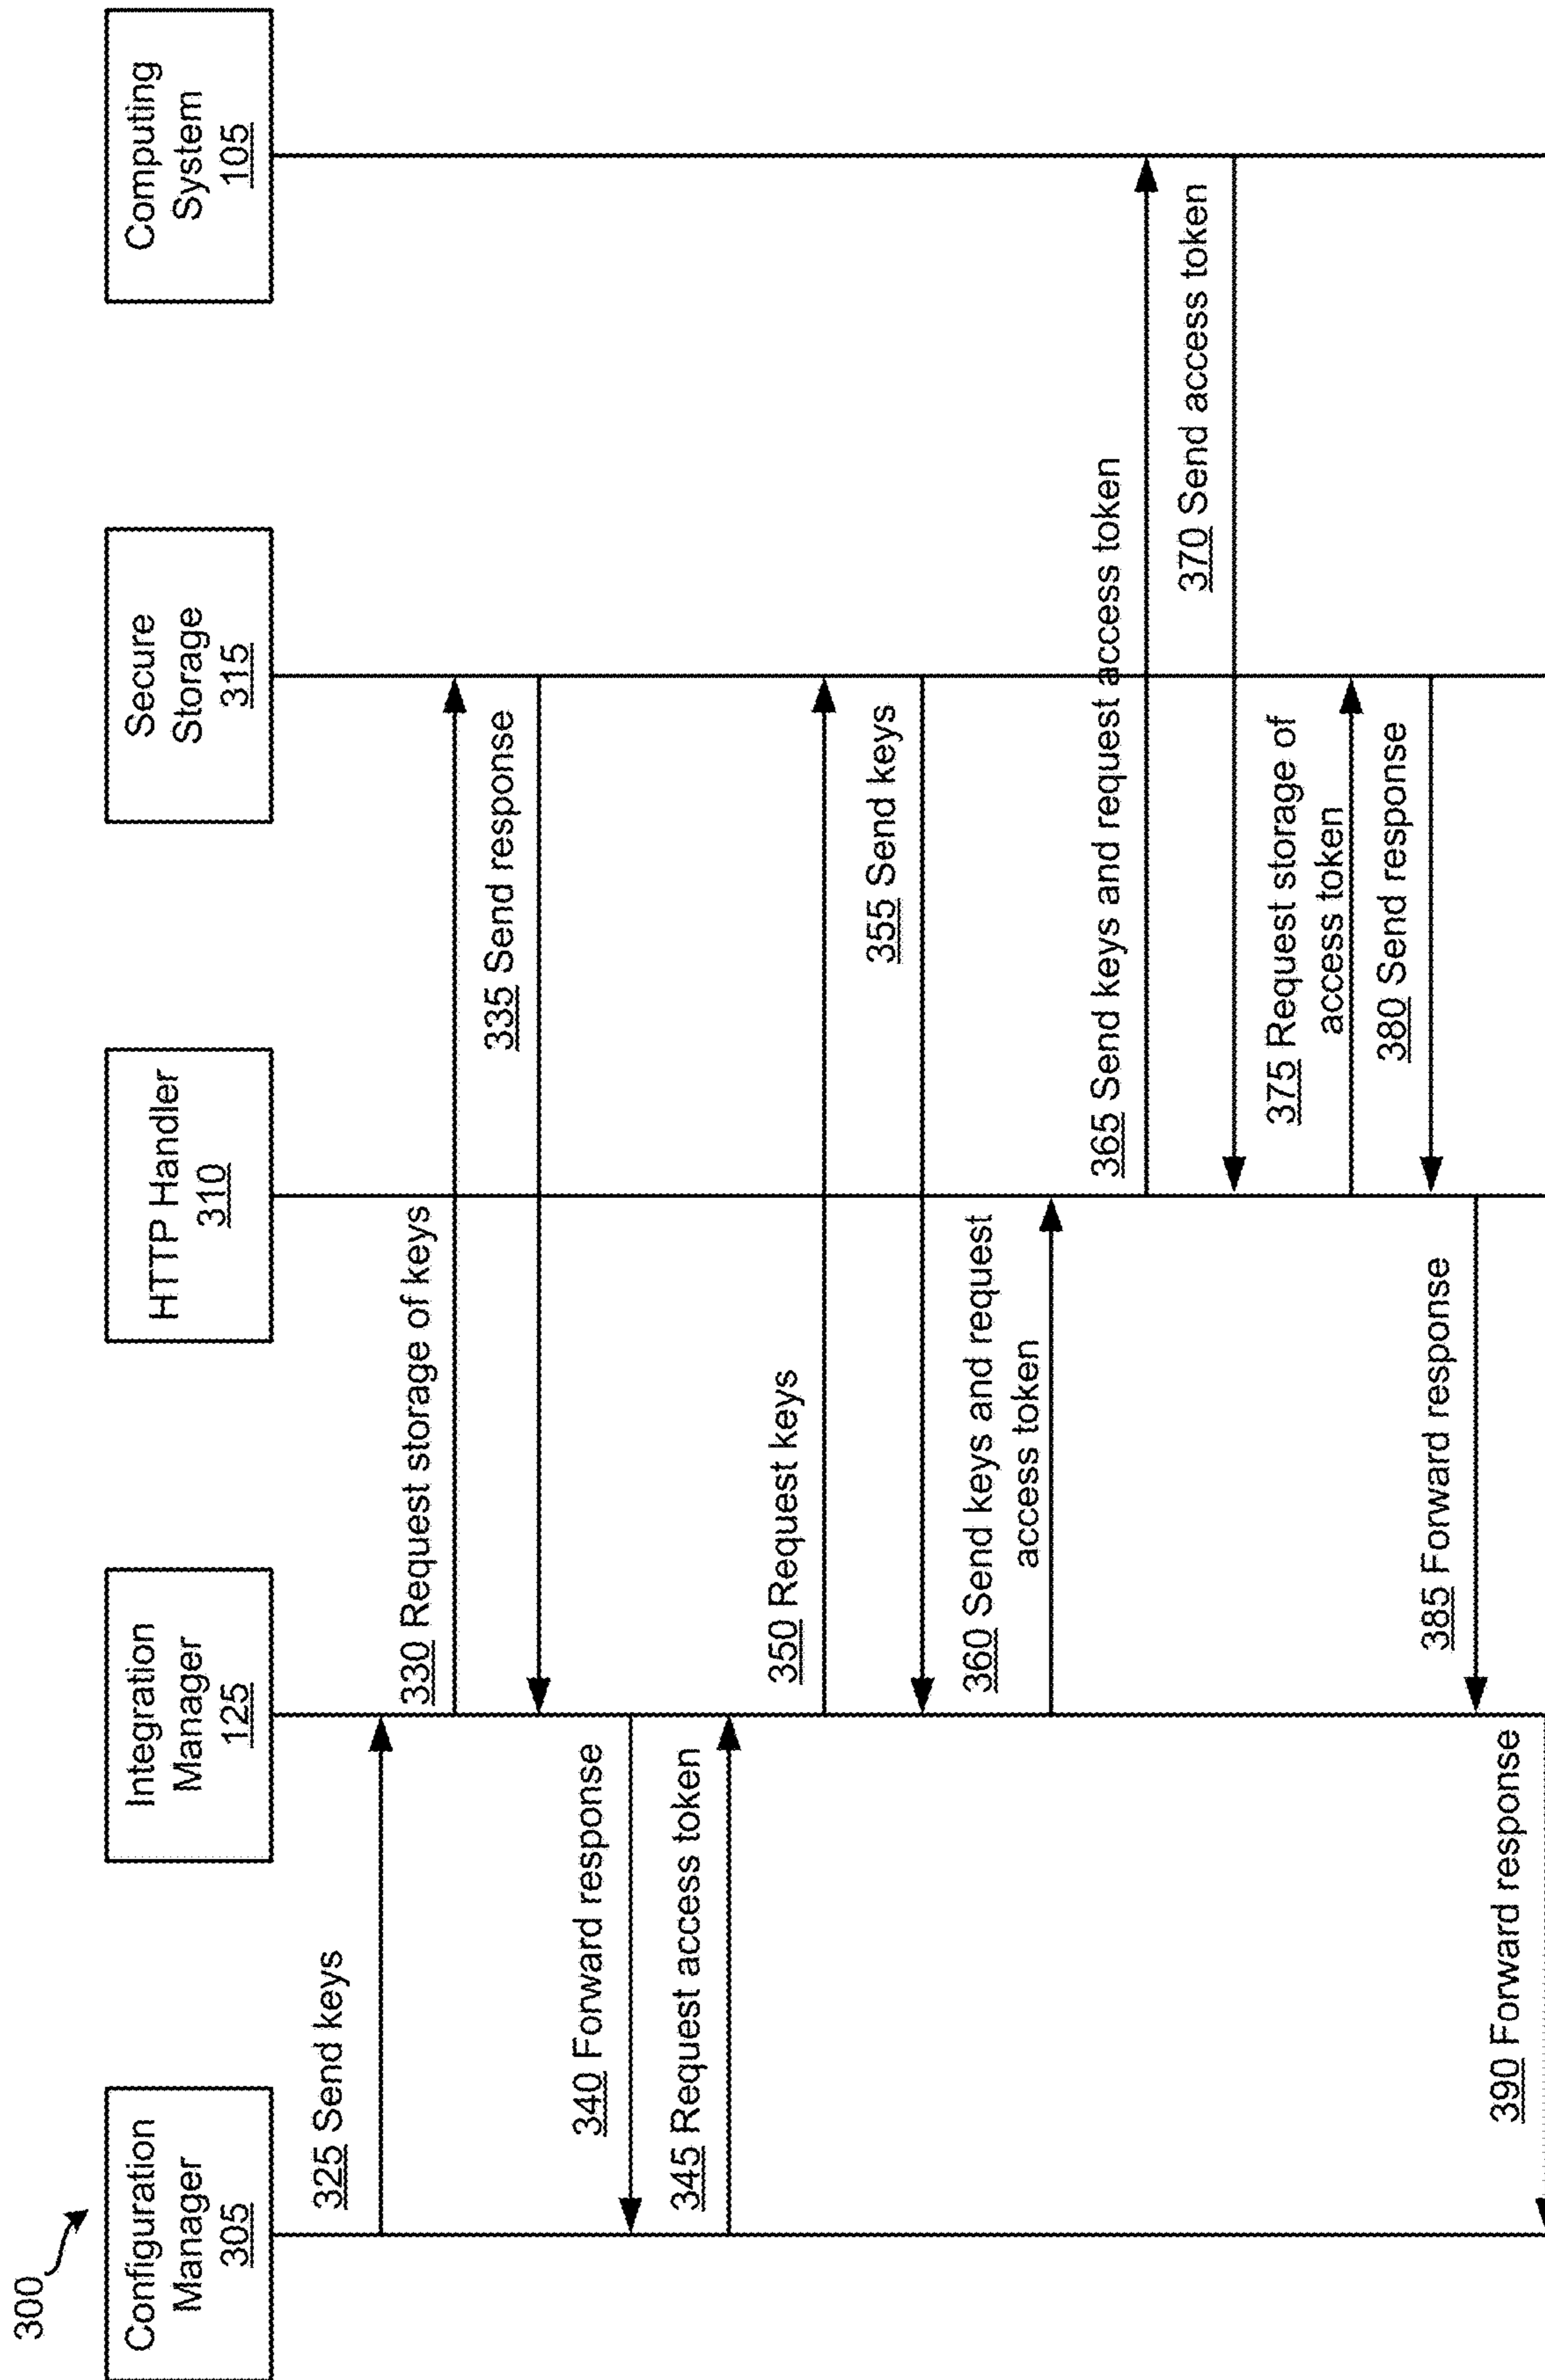 300
Configuration
Manager
305
Integration
Manager
125
HTTP Handler
310
Secure
Storage
315
Computing
System
105
325 Send keys
330 Request storage of keys
335 Send response
340 Forward response
345 Request access token
350 Request keys
355 Send keys
360 Send keys and request
access token
365 Send keys and request access token
370 Send access token
375 Request storage of
access token
380 Send response
385 Forward response
390 Forward response